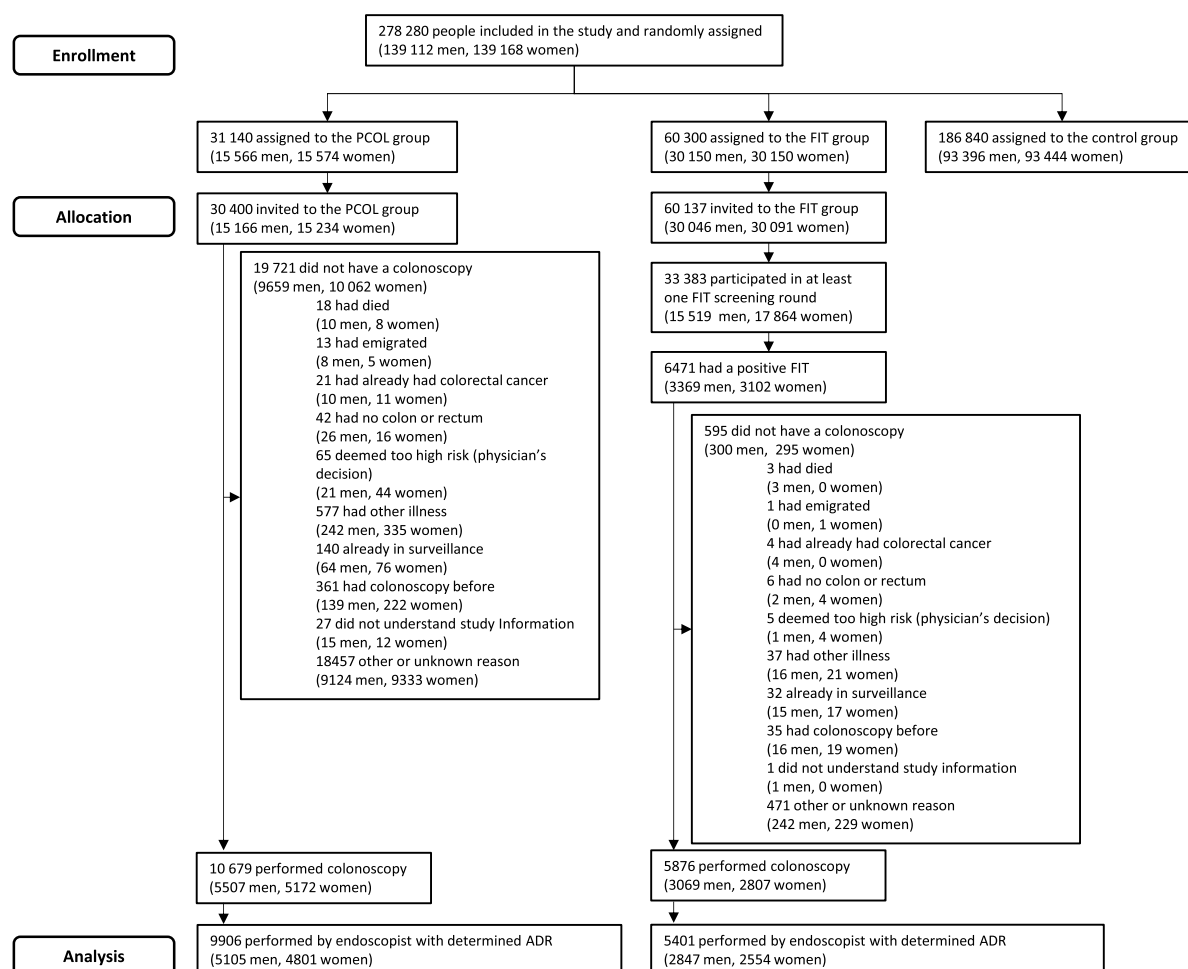 Enrollment
278 280 people included in the study and randomly assigned
(139 112 men, 139 168 women)
31 140 assigned to the PCOL group
(15 566 men, 15 574 women)
60 300 assigned to the FIT group
(30 150 men, 30 150 women)
186 840 assigned to the control group
(93 396 men, 93 444 women)
Allocation
30 400 invited to the PCOL group
(15 166 men, 15 234 women)
60 137 invited to the FIT group
(30 046 men, 30 091 women)
19 721 did not have a colonoscopy
(9659 men, 10 062 women)
18 had died
(10 men, 8 women)
13 had emigrated
(8 men, 5 women)
21 had already had colorectal cancer
(10 men, 11 women)
42 had no colon or rectum
(26 men, 16 women)
65 deemed too high risk (physician's
decision)
(21 men, 44 women)
577 had other illness
(242 men, 335 women)
140 already in surveillance
(64 men, 76 women)
361 had colonoscopy before
(139 men, 222 women)
27 did not understand study Information
(15 men, 12 women)
18457 other or unknown reason
(9124 men, 9333 women)
33 383 participated in at least
one FIT screening round
(15 519 men, 17 864 women)
6471 had a positive FIT
(3369 men, 3102 women)
595 did not have a colonoscopy
(300 men, 295 women)
3 had died
(3 men, 0 women)
1 had emigrated
(0 men, 1 women)
4 had already had colorectal cancer
(4 men, 0 women)
6 had no colon or rectum
(2 men, 4 women)
5 deemed too high risk (physician's decision)
(1 men, 4 women)
37 had other illness
(16 men, 21 women)
32 already in surveillance
(15 men, 17 women)
35 had colonoscopy before
(16 men, 19 women)
1 did not understand study information
(1 men, 0 women)
471 other or unknown reason
(242 men, 229 women)
10 679 performed colonoscopy
(5507 men, 5172 women)
5876 performed colonoscopy
(3069 men, 2807 women)
Analysis
9906 performed by endoscopist with determined ADR
(5105 men, 4801 women)
5401 performed by endoscopist with determined ADR
(2847 men, 2554 women)